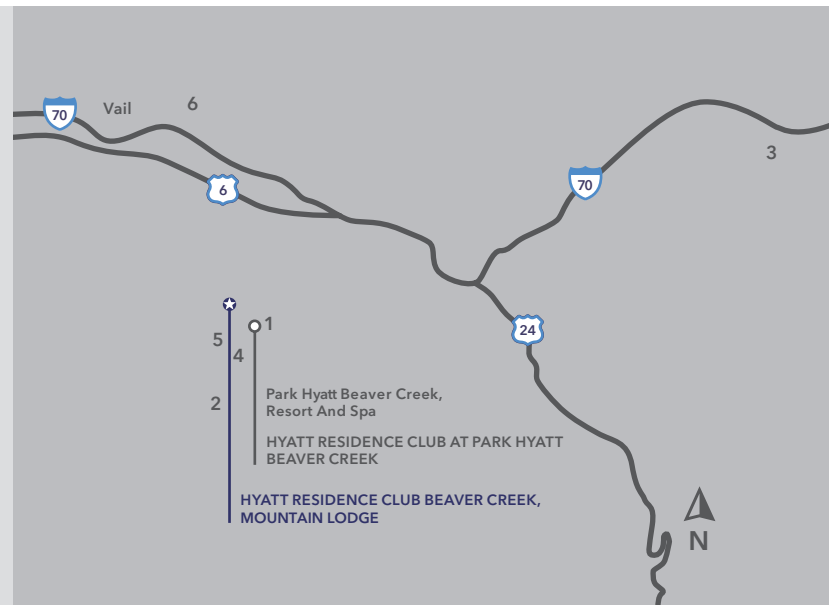 70
Vail
6
3
70
6
24
1
5
4
2
Park Hyatt Beaver Creek,
Resort And Spa
HYATT RESIDENCE CLUB AT PARK HYATT
BEAVER CREEK
HYATT RESIDENCE CLUB BEAVER CREEK,
MOUNTAIN LODGE
N